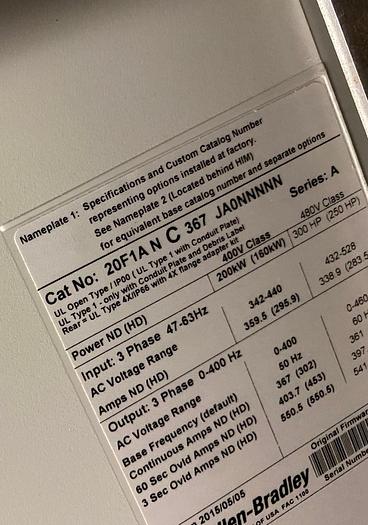 Nameplate 1: Specifications and Custom Catalog Number
representing options installed at factory.
See Nameplate 2 (Located behind HIM)
for equivalent base catalog number and separate options
Cat No: 20F1A N C 367 JA0NNNNN Series: A
UL Open Type / IP00 ( UL Type 1 with Conduit Plate)
UL Type 1 - only with Conduit Plate and Debris Label
Rear = UL Type 4X/IP66 with 4X flange adapter kit
400V Class 480V Class
Power ND (HD) 200KW (160kW) 300 HP (250 HP)
Input: 3 Phase 47-63Hz
AC Voltage Range 342-440 432-528
Amps ND (HD) 359.5 (295.9) 338.9 (283.5
Output: 3 Phase 0-400 Hz
AC Voltage Range 0-400 0-460
Base Frequency (default) 50 Hz 60 H
Continuous Amps ND (HD) 367 (302) 361
60 Sec Ovld Amps ND (HD) 403.7 (453) 397.
3 Sec Ovld Amps ND (HD) 550.5 (550.5) 541.
2015/05/05
Original Firmwar
Serial Number
len-Bradley
OF USA FAC 1100